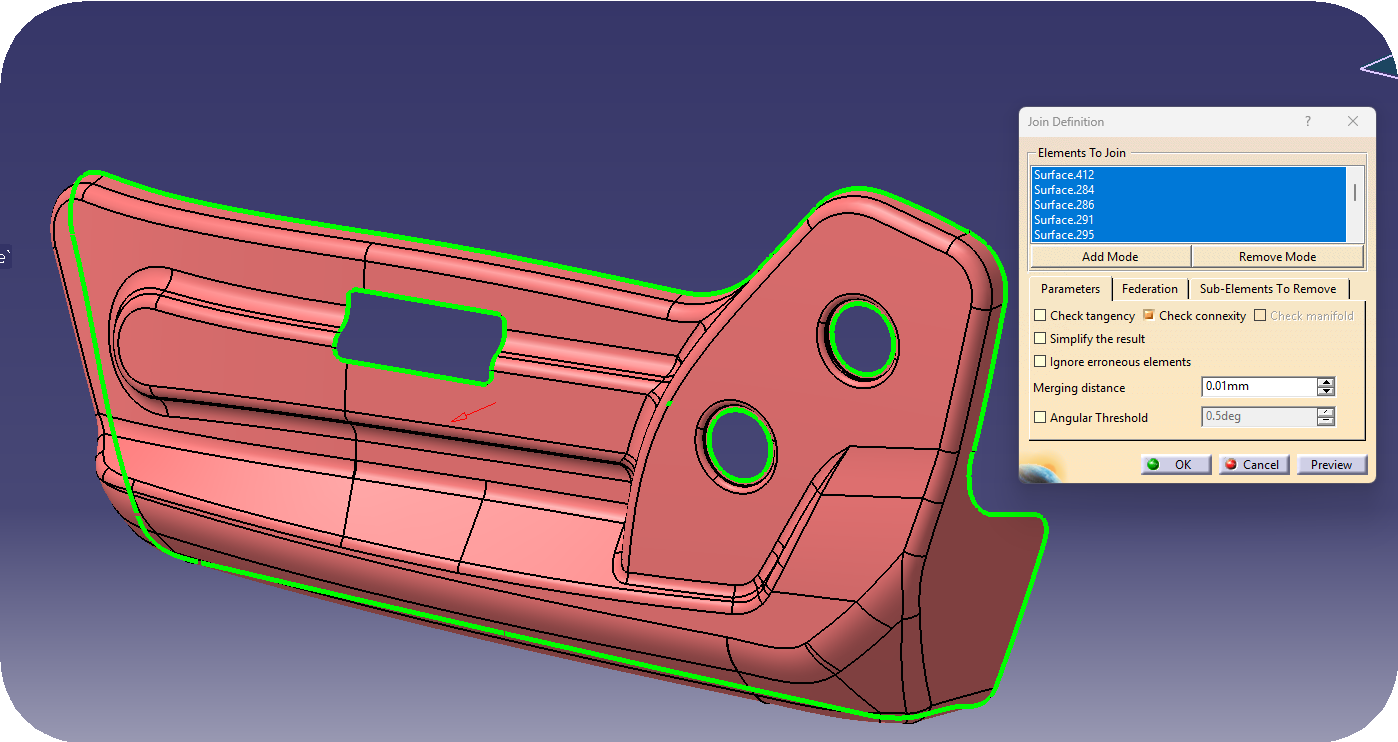 Join Definition
?
Elements To Join
Surface.412
Surface.284
Surface.286
Surface.291
Surface.295
Add Mode Remove Mode
Parameters Federation Sub-Elements To Remove
Check tangency Check connexity Check manifold
Simplify the result
Ignore erroneous elements
Merging distance 0.01mm
Angular Threshold 0.5deg
OK Cancel Preview
e`